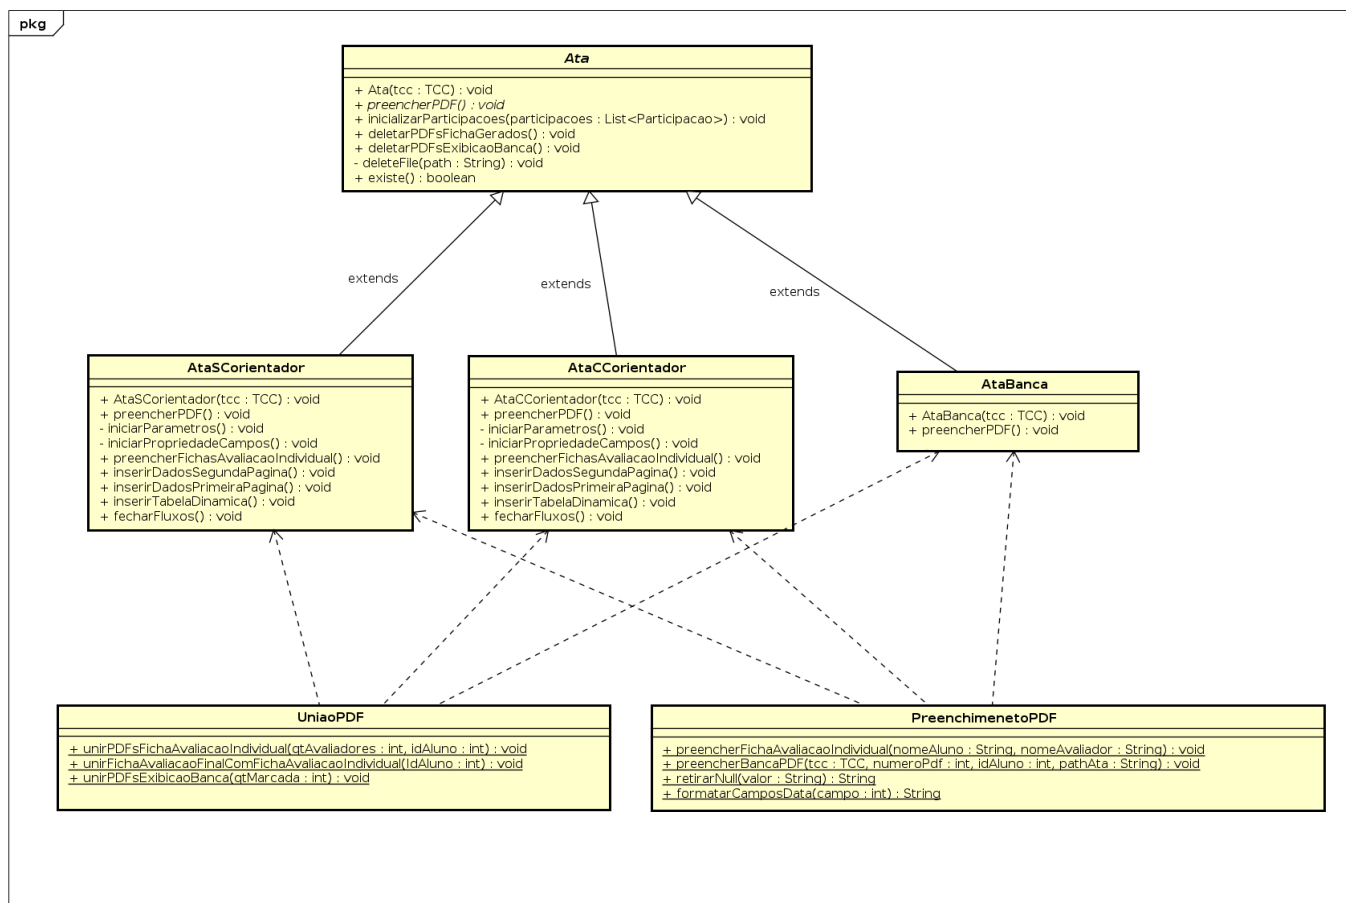 pkg
Ata
+ Ata(tcc : TCC) : void
+ preencherPDF() : void
+ inicializarParticipacoes(participacoes : List<Participacao>) : void
+ deletarPDFsFichaGerados() : void
+ deletarPDFsExibicaoBanca() : void
- deleteFile(path : String) : void
+ existe() : boolean
extends
extends
extends
AtaSCorientador
+ AtaSCorientador(tcc : TCC) : void
+ preencherPDF() : void
- iniciarParametros() : void
- iniciarPropriedadeCampos() : void
+ preencherFichasAvaliacaoIndividual() : void
+ inserirDadosSegundaPagina() : void
+ inserirDadosPrimeiraPagina() : void
+ inserirTabelaDinamica() : void
+ fecharFluxos() : void
AtaCCorientador
+ AtaCCorientador(tcc : TCC) : void
+ preencherPDF() : void
- iniciarParametros() : void
- iniciarPropriedadeCampos() : void
+ preencherFichasAvaliacaoIndividual() : void
+ inserirDadosSegundaPagina() : void
+ inserirDadosPrimeiraPagina() : void
+ inserirTabelaDinamica() : void
+ fecharFluxos() : void
AtaBanca
+ AtaBanca(tcc : TCC) : void
+ preencherPDF() : void
UniaoPDF
+ unirPDFsFichaAvaliacaoIndividual(qtAvaliadores : int, idAluno : int) : void
+ unirFichaAvaliacaoFinalComFichaAvaliacaoIndividual(IdAluno : int) : void
+ unirPDFsExibicaoBanca(qtMarcada : int) : void
PreenchimenetoPDF
+ preencherFichaAvaliacaoIndividual(nomeAluno : String, nomeAvaliador : String) : void
+ preencherBancaPDF(tcc : TCC, numeroPdf : int, idAluno : int, pathAta : String) : void
+ retirarNull(valor : String) : String
+ formatarCamposData(campo : int) : String